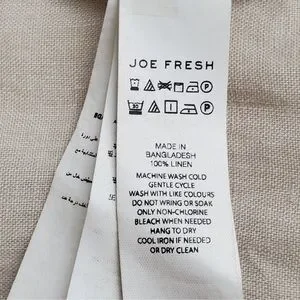 JOE FRESH
MADE IN
BANGLADESH
100% LINEN
MACHINE WASH COLD
GENTLE CYCLE
WASH WITH LIKE COLOURS
DO NOT WRING OR SOAK
ONLY NON-CHLORINE
BLEACH WHEN NEEDED
HANG TO DRY
COOL IRON IF NEEDED
OR DRY CLEAN